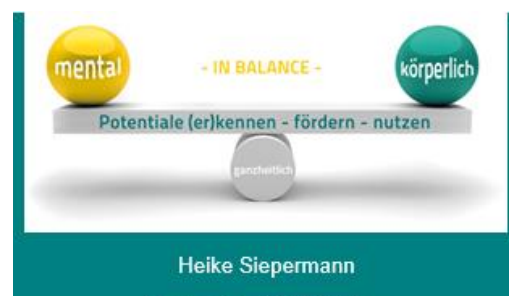 mental
- IN BALANCE -
körperlich
Potentiale (er)kennen - fördern - nutzen
ganzheitlich
Heike Siepermann